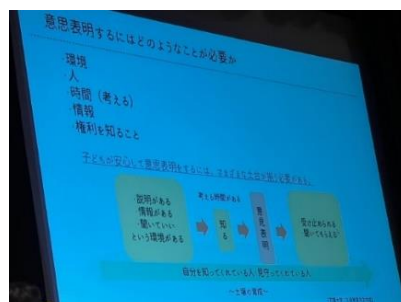 意思表明するにはどのようなことが必要か
・環境
・人
・時間（考える）
・情報
・権利を知ること
子どもが安心して意思表明をするには、さまざまな土台が揃う必要がある。
考える時間がある
・説明がある
・情報がある
・聞いていい
という環境がある
知る
意見表明
・受け止められる
・聞いてもらえる
自分を知ってくれている人・見守ってくれている人